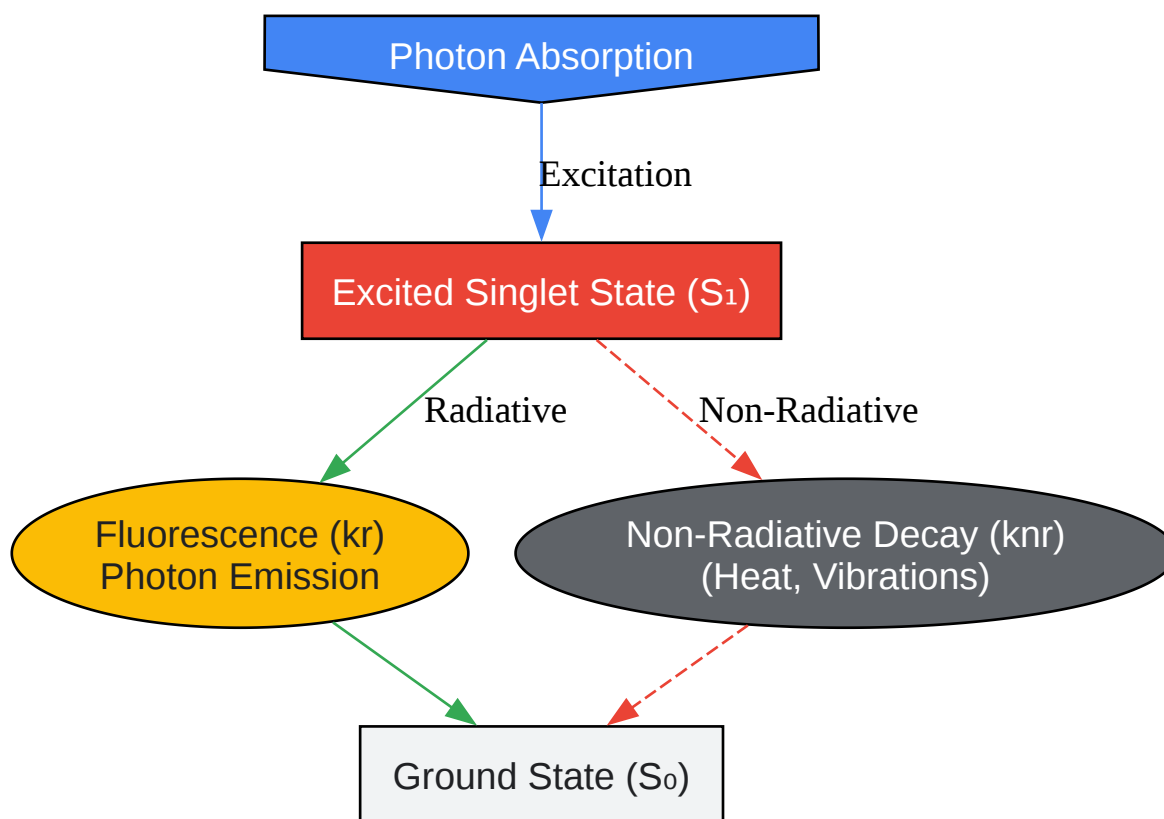 Photon Absorption
Excitation
Excited Singlet State (S₁)
Radiative
Non-Radiative
Fluorescence (kr)
Photon Emission
Non-Radiative Decay (knr)
(Heat, Vibrations)
Ground State (S₀)